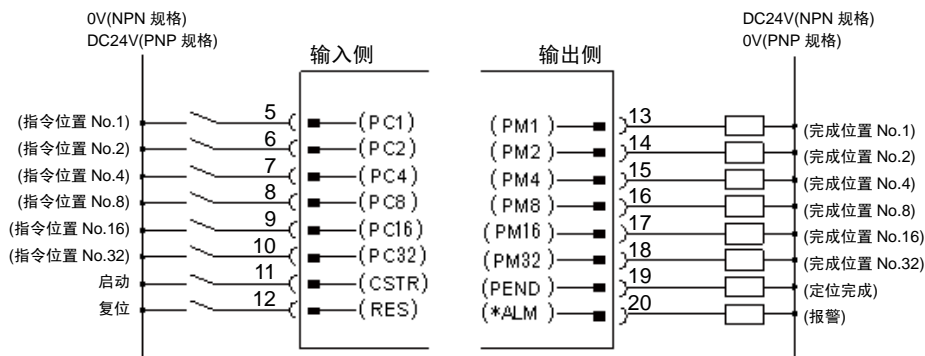 0V(NPN 规格)
DC24V(PNP 规格)
输入侧
(指令位置 No.1) 5 (PC1)
(指令位置 No.2) 6 (PC2)
(指令位置 No.4) 7 (PC4)
(指令位置 No.8) 8 (PC8)
(指令位置 No.16) 9 (PC16)
(指令位置 No.32) 10 (PC32)
启动 11 (CSTR)
复位 12 (RES)
DC24V(NPN 规格)
0V(PNP 规格)
输出侧
(PM1) 13 (完成位置 No.1)
(PM2) 14 (完成位置 No.2)
(PM4) 15 (完成位置 No.4)
(PM8) 16 (完成位置 No.8)
(PM16) 17 (完成位置 No.16)
(PM32) 18 (完成位置 No.32)
(PEND) 19 (定位完成)
(*ALM) 20 (报警)